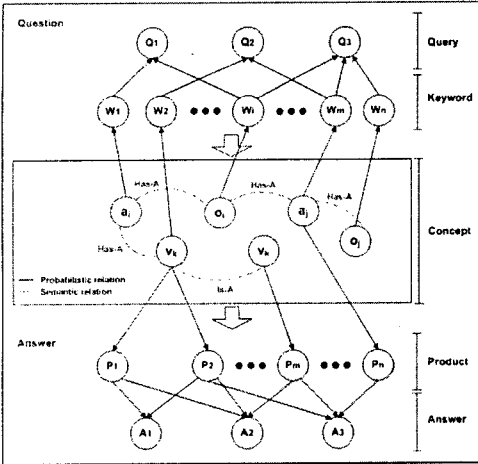 Question
Q1 Q2 Q3
Query
W1 W2 Wi Wm Wn
Keyword
Has-A Has-A Has-A
ai oi aj oj
Has-A
vk vk
Concept
Is-A
Probabilistic relation
Semantic relation
Answer
P1 P2 Pm Pn
Product
A1 A2 A3
Answer